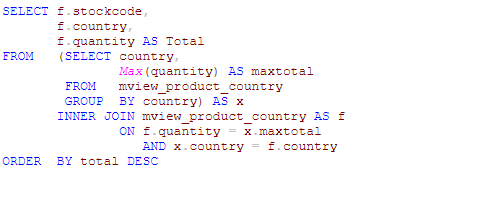 SELECT f.stockcode,
f.country,
f.quantity AS Total
FROM (SELECT country,
Max(quantity) AS maxtotal
FROM mview_product_country
GROUP BY country) AS x
INNER JOIN mview_product_country AS f
ON f.quantity = x.maxtotal
AND x.country = f.country
ORDER BY total DESC